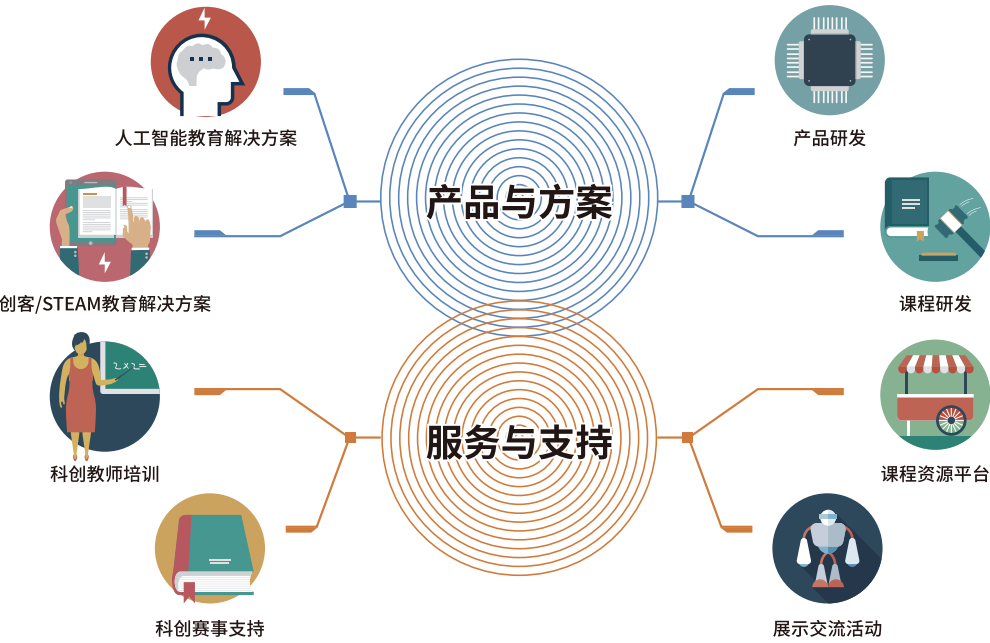 人工智能教育解决方案
产品研发
产品与方案
创客/STEAM教育解决方案
课程研发
服务与支持
科创教师培训
课程资源平台
科创赛事支持
展示交流活动